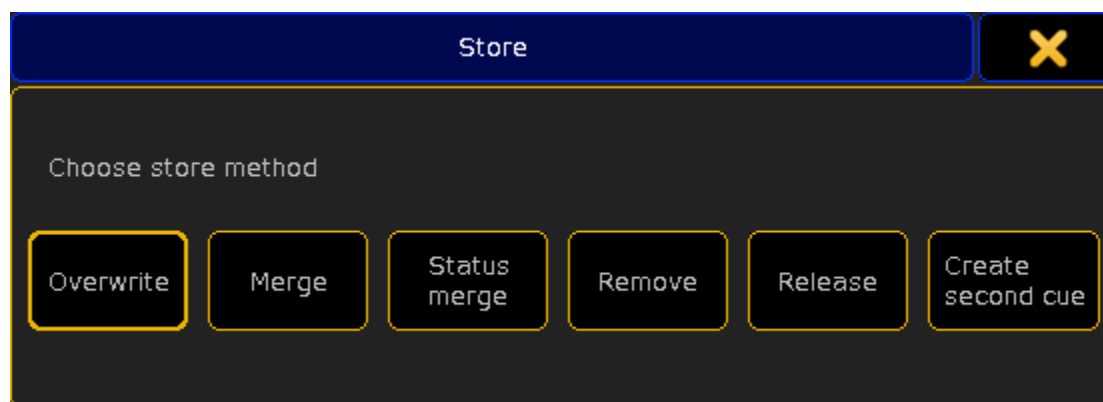 Store
Choose store method
Overwrite
Merge
Status
merge
Remove
Release
Create
second cue